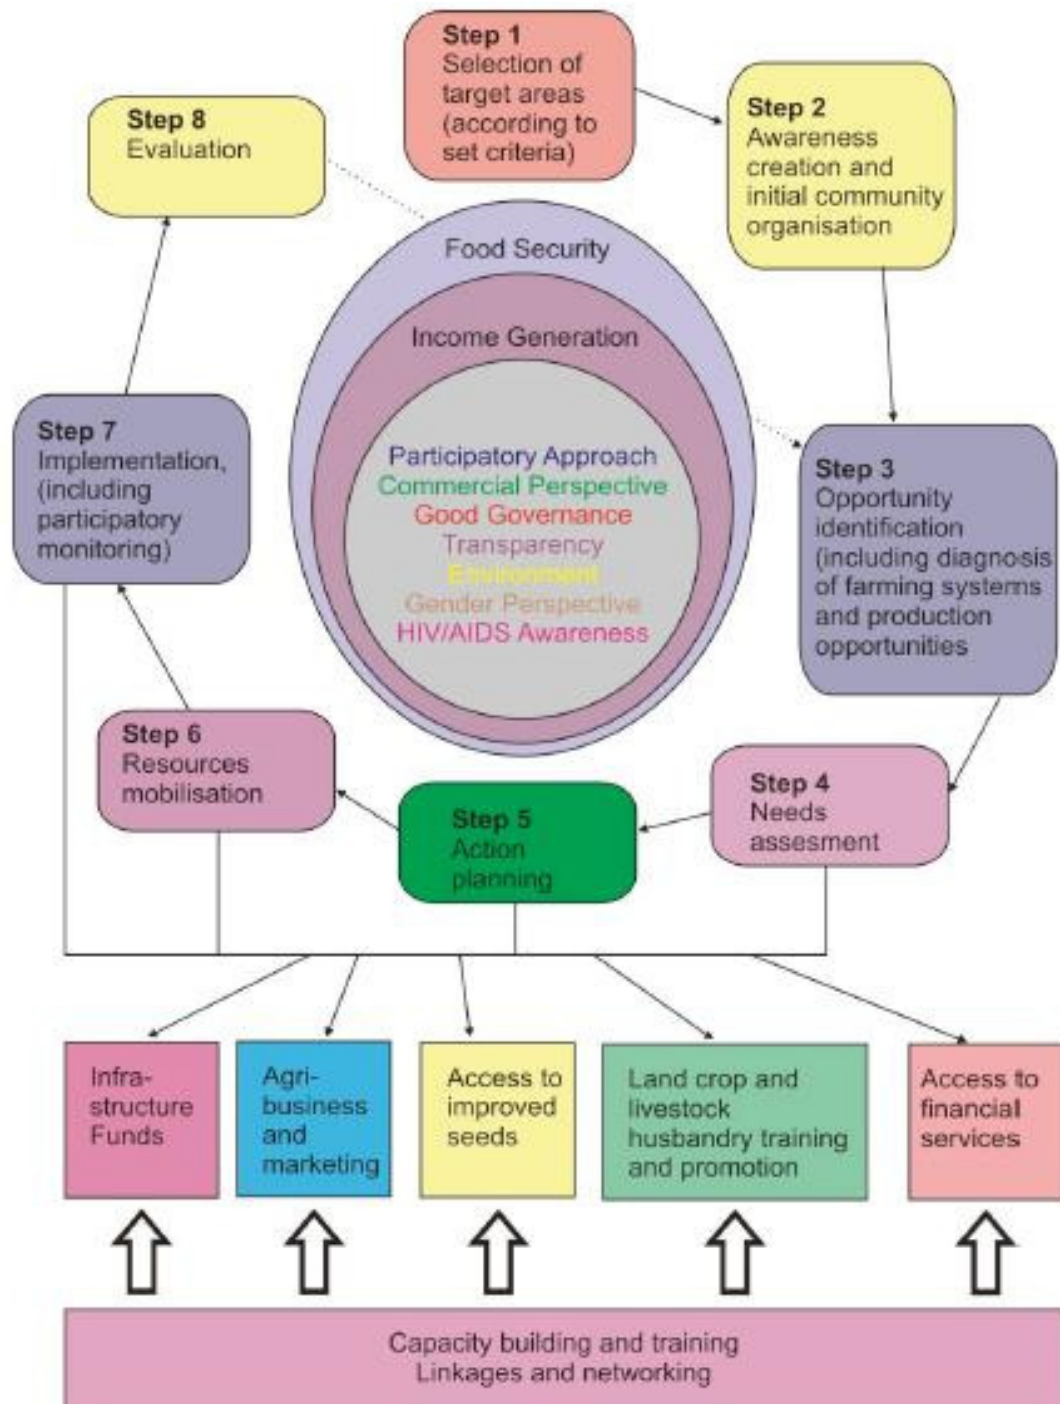 Step 1
Selection of
target areas
(according to
set criteria)
Step 2
Awareness
creation and
initial community
organisation
Step 8
Evaluation
Food Security
Income Generation
Participatory Approach
Commercial Perspective
Good Governance
Transparency
Environment
Gender Perspective
HIV/AIDS Awareness
Step 7
Implementation,
(including
participatory
monitoring)
Step 3
Opportunity
identification
(including diagnosis
of farming systems
and production
opportunities
Step 6
Resources
mobilisation
Step 5
Action
planning
Step 4
Needs
assesment
Infra-
structure
Funds
Agri-
business
and
marketing
Access to
improved
seeds
Land crop and
livestock
husbandry training
and promotion
Access to
financial
services
Capacity building and training
Linkages and networking